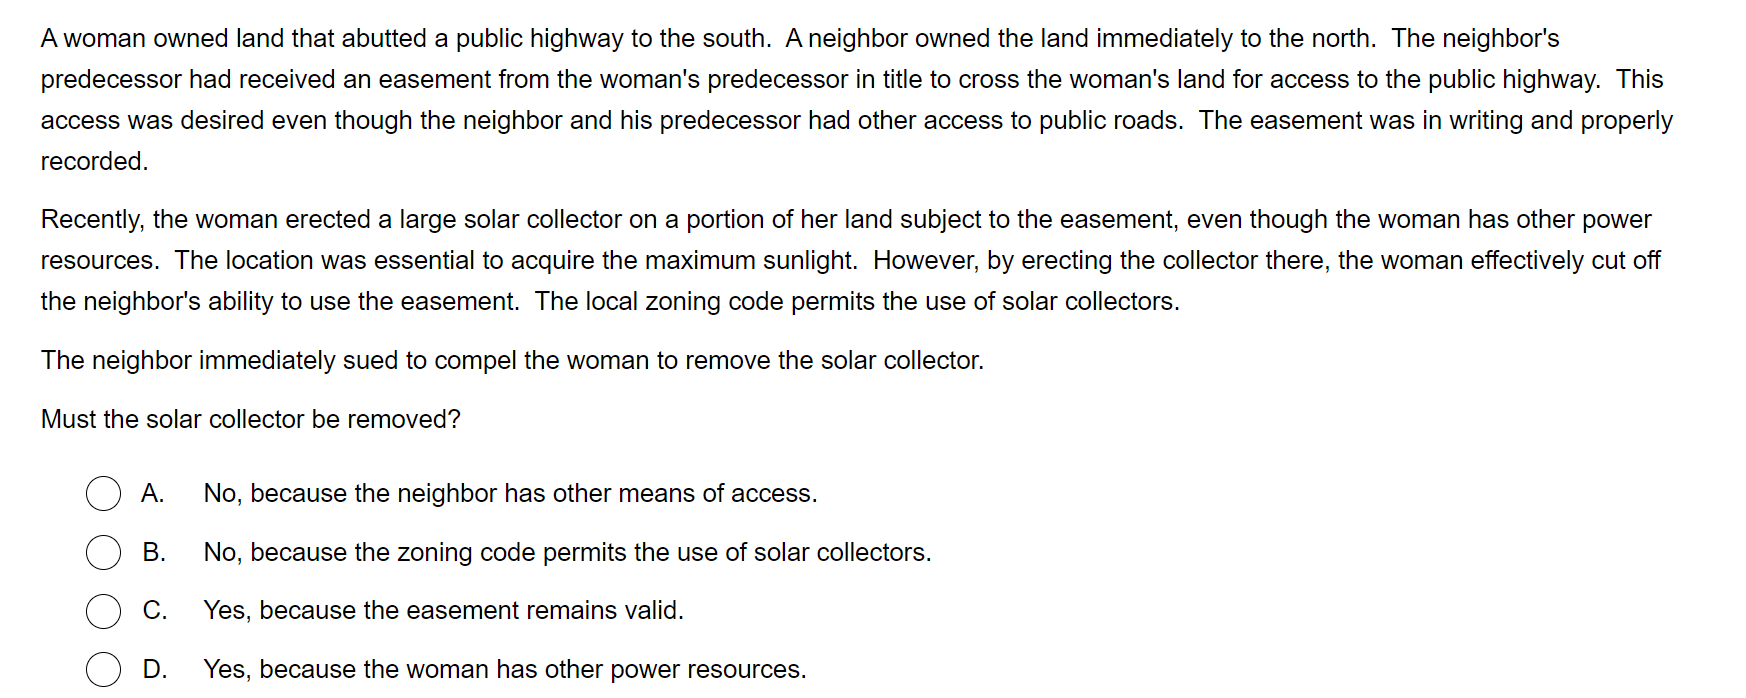 A woman owned land that abutted a public highway to the south.  A neighbor owned the land immediately to the north.  The neighbor's
predecessor had received an easement from the woman's predecessor in title to cross the woman's land for access to the public highway.  This
access was desired even though the neighbor and his predecessor had other access to public roads.  The easement was in writing and properly
recorded.
Recently, the woman erected a large solar collector on a portion of her land subject to the easement, even though the woman has other power
resources.  The location was essential to acquire the maximum sunlight.  However, by erecting the collector there, the woman effectively cut off
the neighbor's ability to use the easement.  The local zoning code permits the use of solar collectors.
The neighbor immediately sued to compel the woman to remove the solar collector.
Must the solar collector be removed?
A. No, because the neighbor has other means of access.
B. No, because the zoning code permits the use of solar collectors.
C. Yes, because the easement remains valid.
D. Yes, because the woman has other power resources.